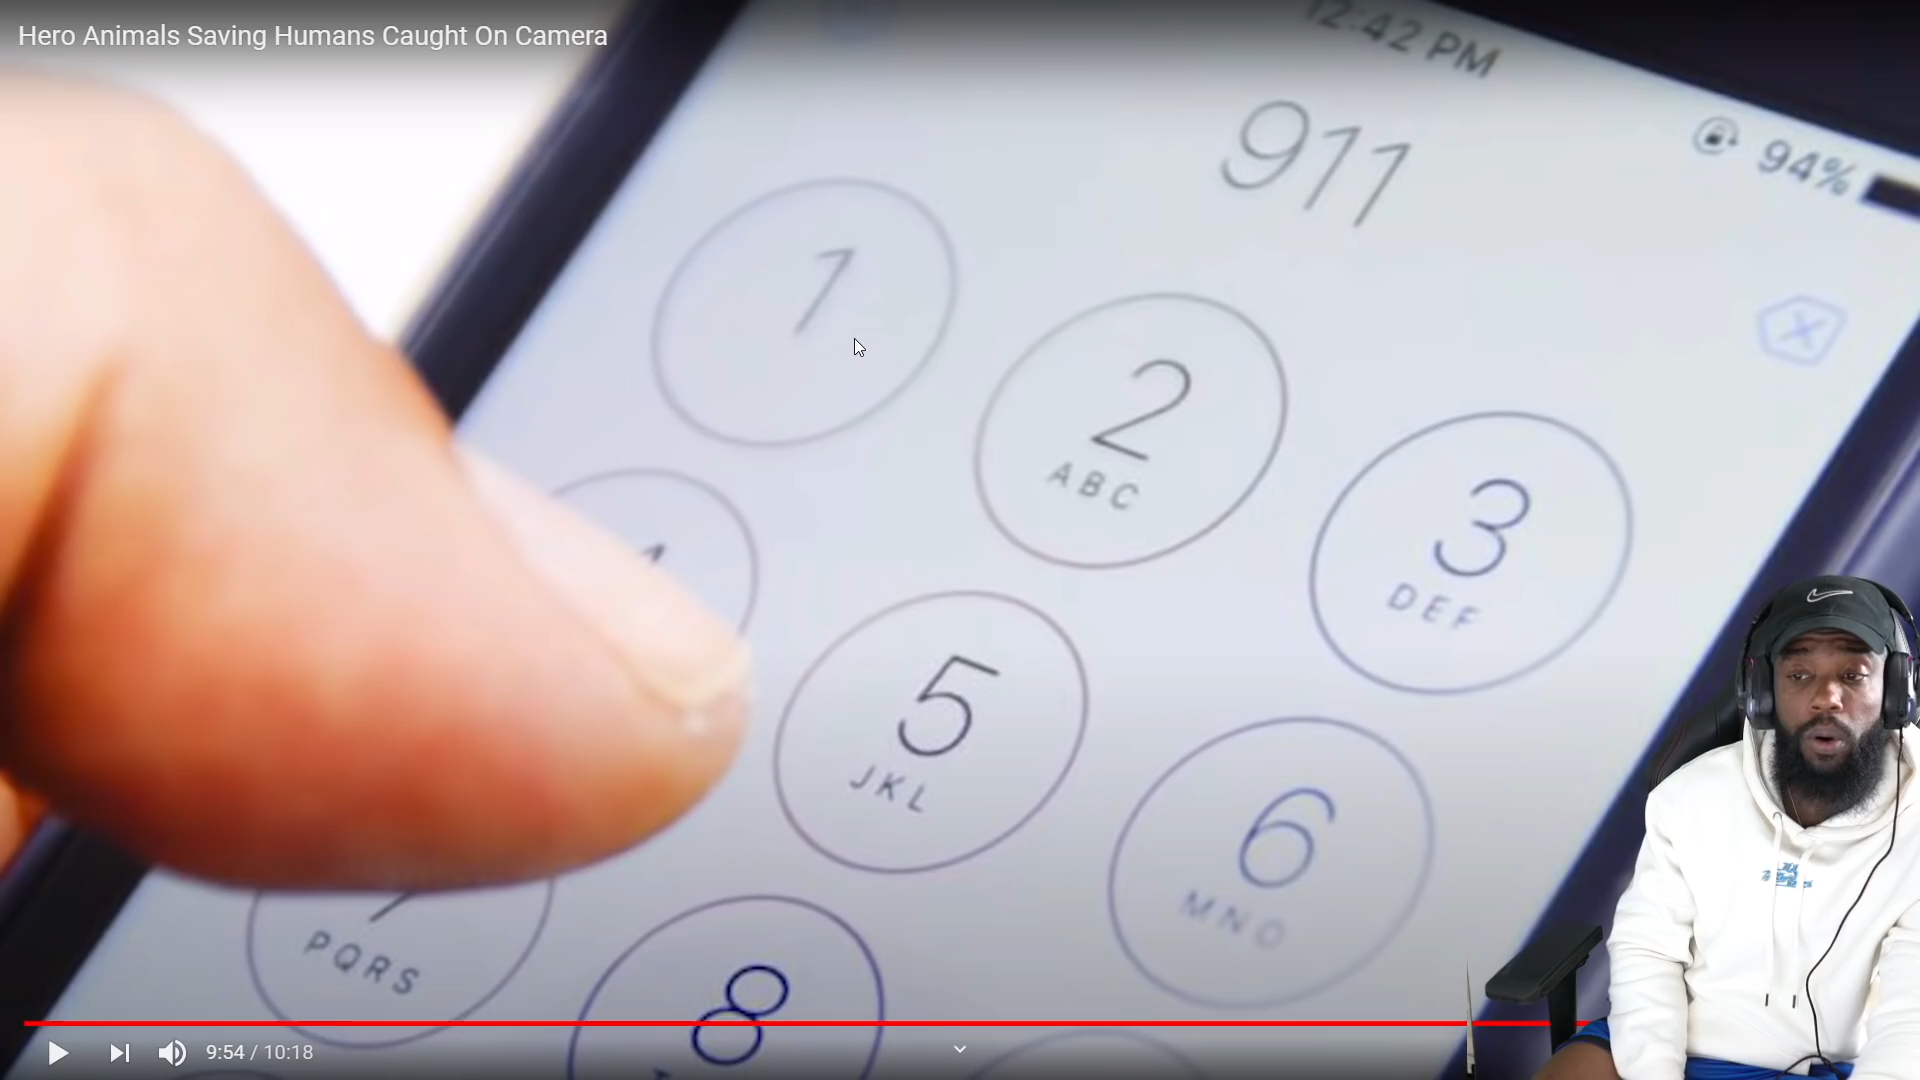 Hero Animals Saving Humans Caught On Camera
12:42 PM
911
94%
1
2
ABC
3
DEF
5
JKL
6
MNO
PQRS
8
9:54 / 10:18